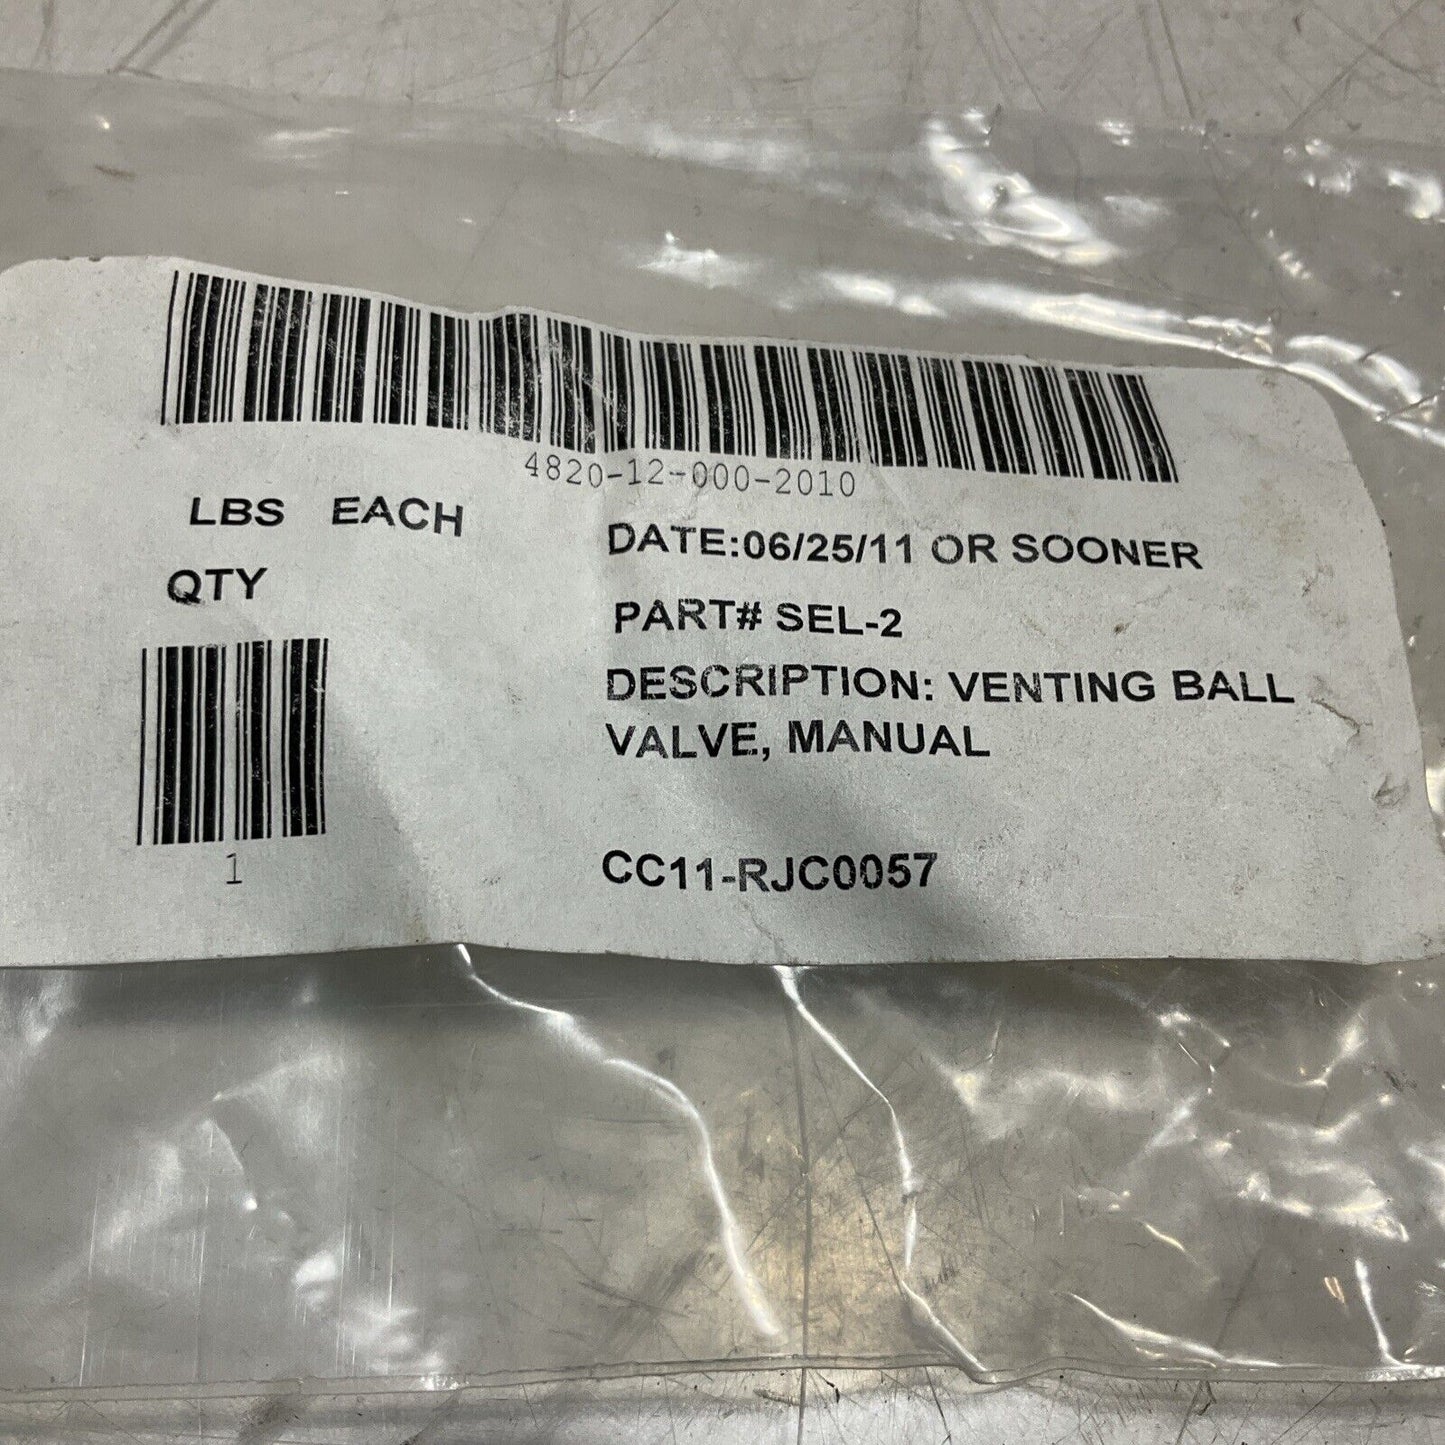 4820-12-000-2010
LBS EACH
QTY
1
DATE:06/25/11 OR SOONER
PART# SEL-2
DESCRIPTION: VENTING BALL
VALVE, MANUAL
CC11-RJC0057